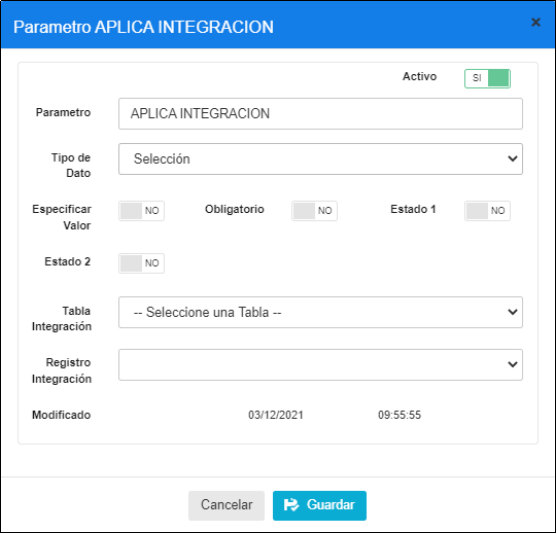 Parametro APLICA INTEGRACION ×
Activo SI
Parametro APLICA INTEGRACION
Tipo de
Dato
Selección
Especificar
Valor
NO
Obligatorio NO
Estado 1 NO
Estado 2 NO
Tabla
Integración
-- Seleccione una Tabla --
Registro
Integración
Modificado 03/12/2021 09:55:55
Cancelar Guardar